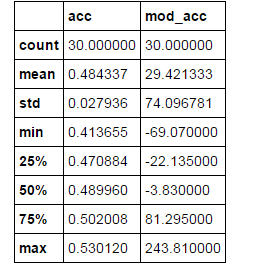 acc mod_acc
count 30.000000 30.000000
mean 0.484337 29.421333
std 0.027936 74.096781
min 0.413655 -69.070000
25% 0.470884 -22.135000
50% 0.489960 -3.830000
75% 0.502008 81.295000
max 0.530120 243.810000